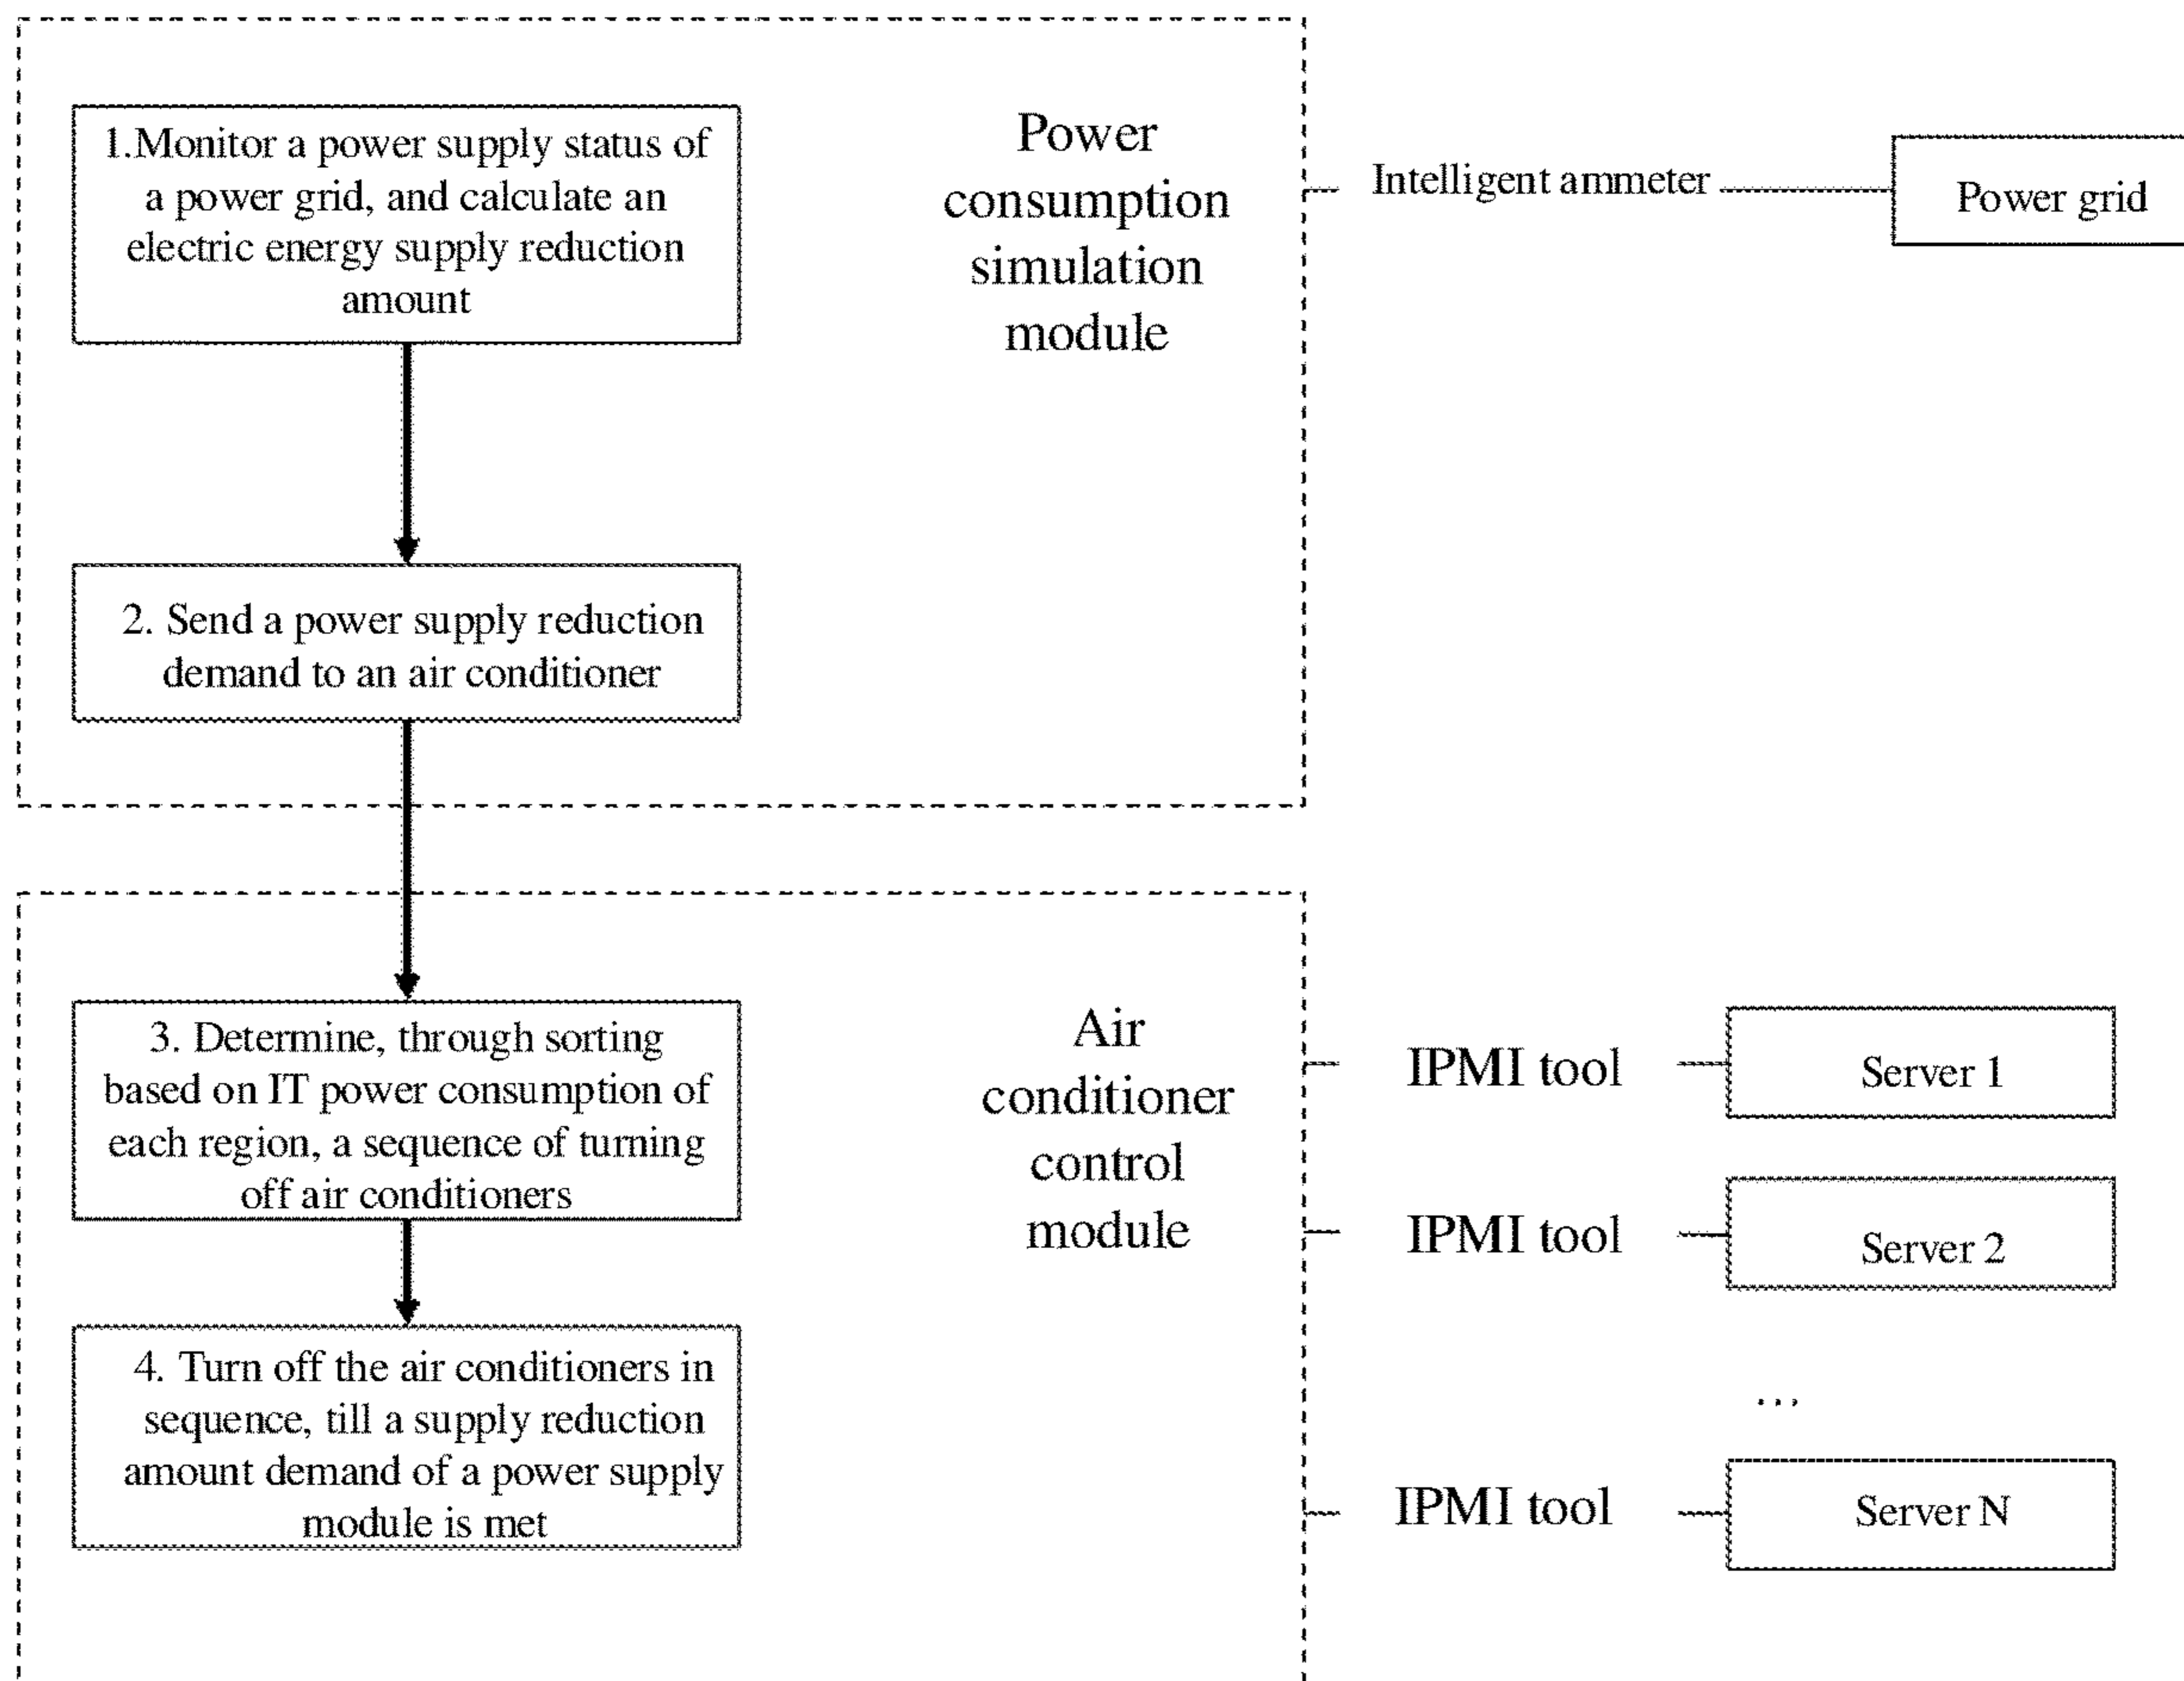 1.Monitor a power supply status of
a power grid, and calculate an
electric energy supply reduction
amount
Power
consumption
simulation
module
Intelligent ammeter
Power grid
2. Send a power supply reduction
demand to an air conditioner
3. Determine, through sorting
based on IT power consumption of
each region, a sequence of turning
off air conditioners
Air
conditioner
control
module
IPMI tool
Server 1
IPMI tool
Server 2
...
IPMI tool
Server N
4. Turn off the air conditioners in
sequence, till a supply reduction
amount demand of a power supply
module is met